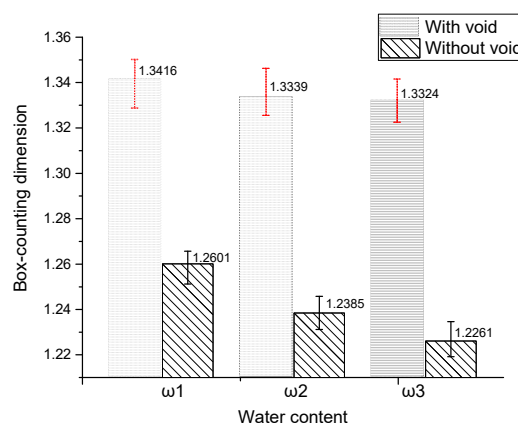 With void
Without void
1.36
1.34
1.32
1.30
1.28
1.26
1.24
1.22
Box-counting dimension
1.3416
1.3339
1.3324
1.2601
1.2385
1.2261
ω1
ω2
ω3
Water content